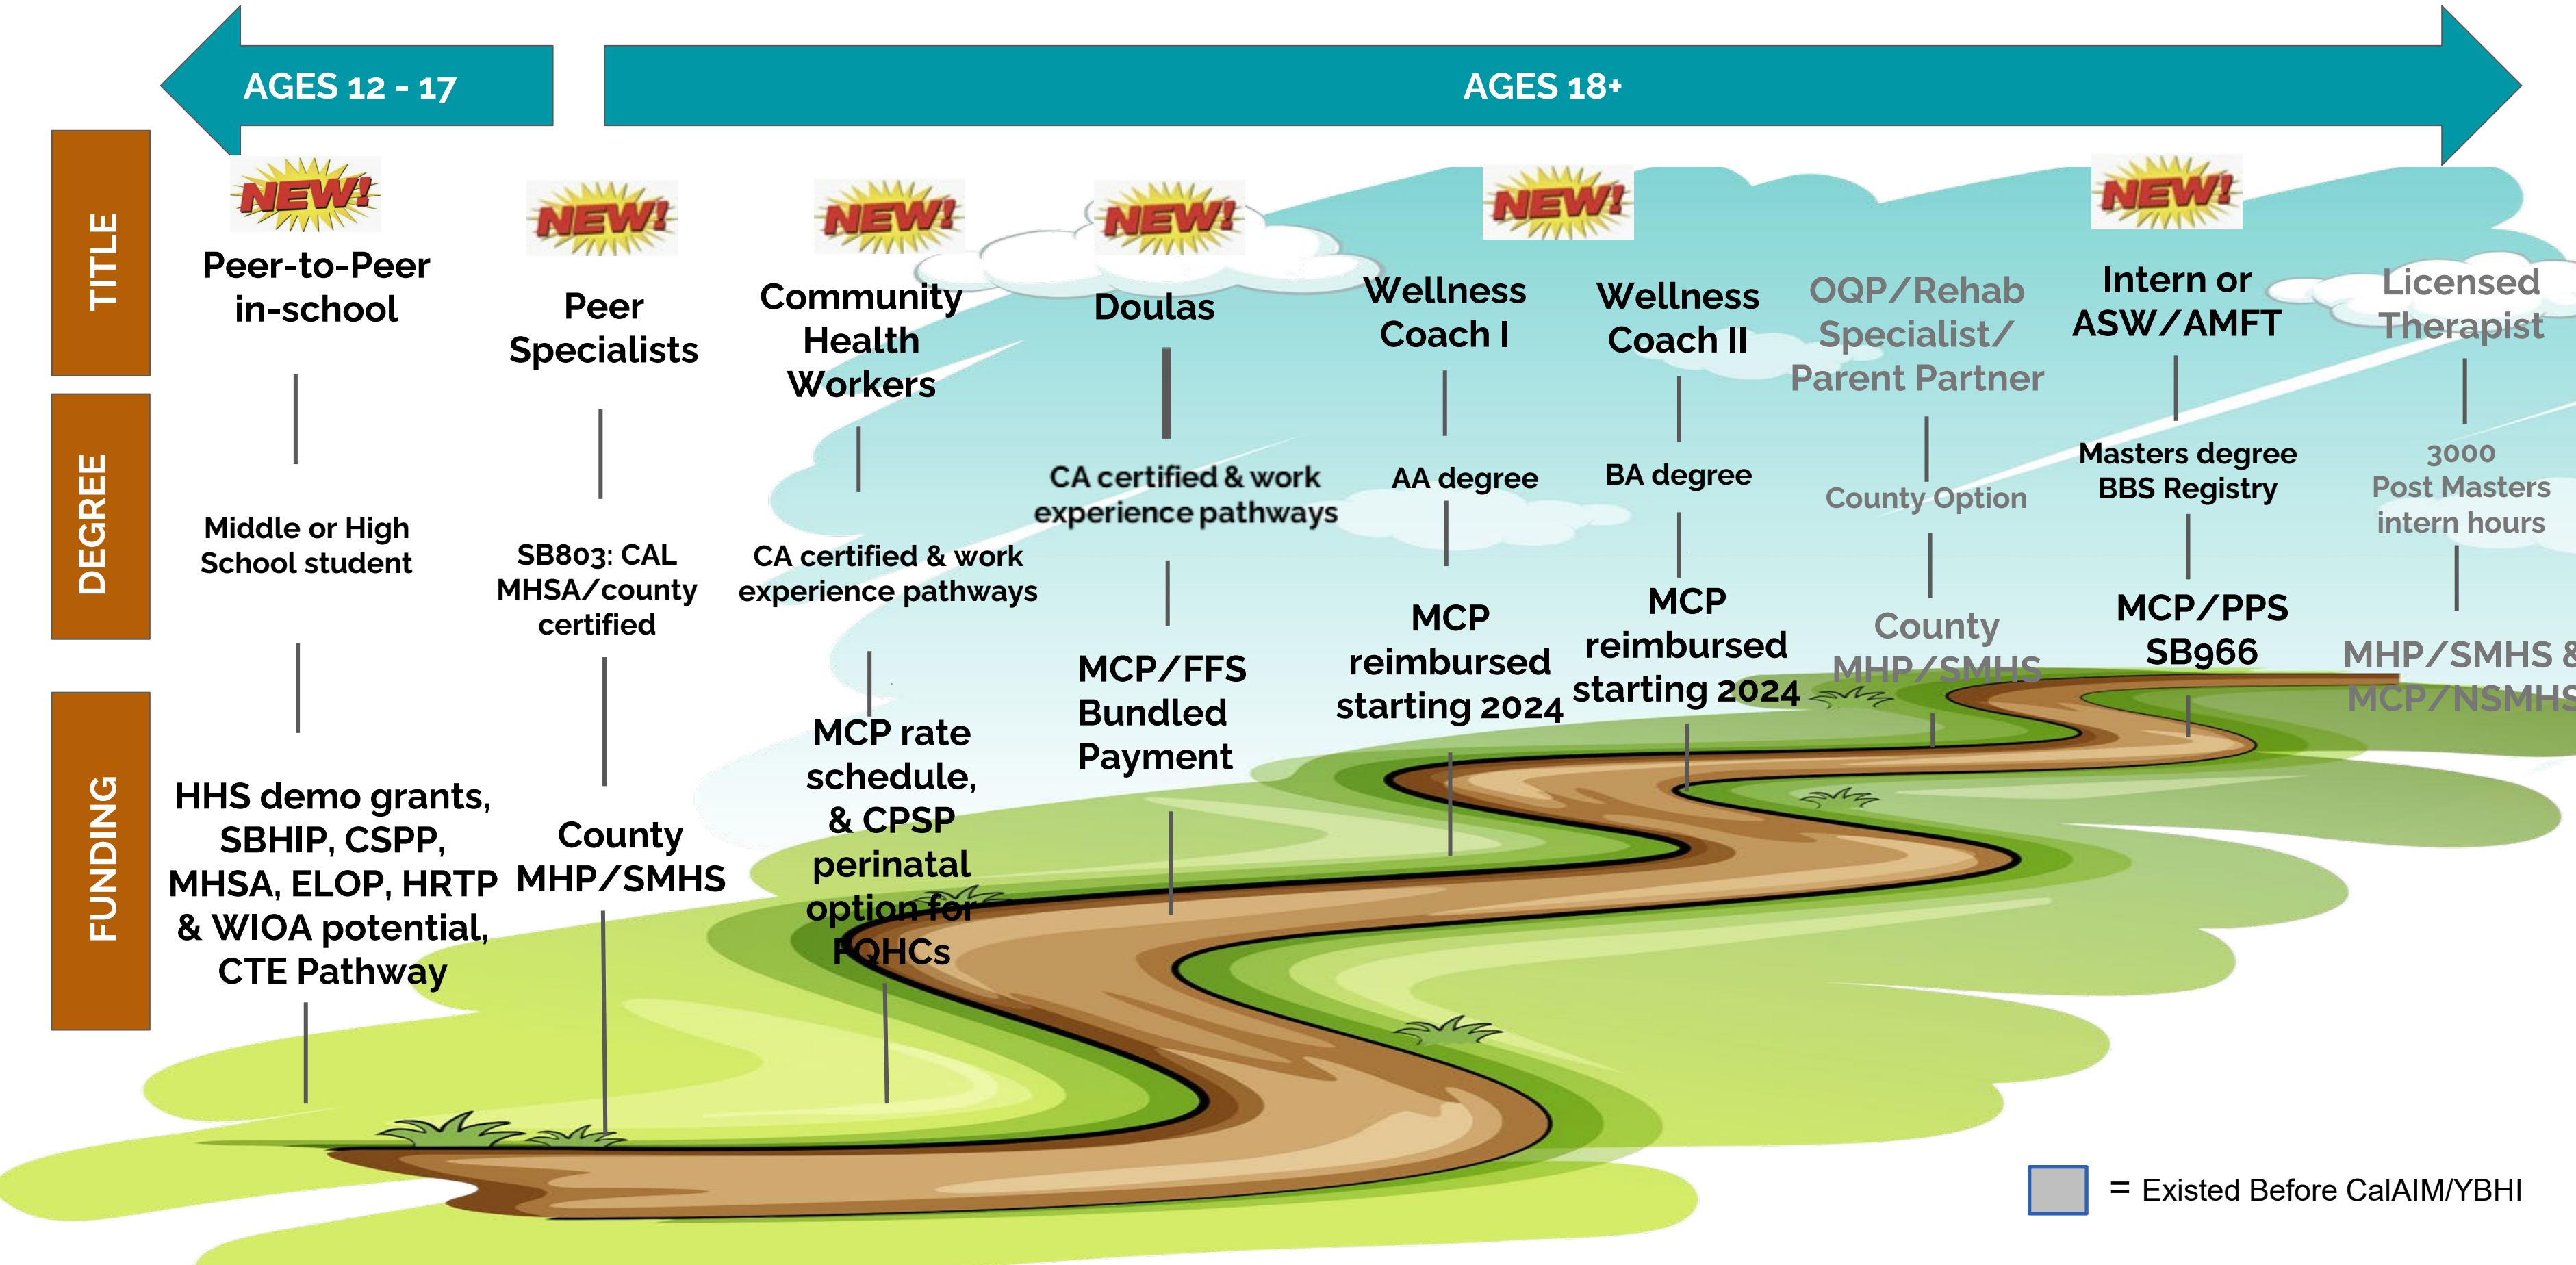 AGES 12 - 17
AGES 18+
TITLE
DEGREE
FUNDING
NEW!
Peer-to-Peer
in-school
Middle or High
School student
HHS demo grants,
SBHIP, CSPP,
MHSA, ELOP, HRTP
& WIOA potential,
CTE Pathway
NEW!
Peer
Specialists
SB803: CAL
MHSA/county
certified
County
MHP/SMHS
NEW!
Community
Health
Workers
CA certified & work
experience pathways
MCP rate
schedule,
& CPSP
perinatal
option for
FQHCs
NEW!
Doulas
CA certified & work
experience pathways
MCP/FFS
Bundled
Payment
NEW!
Wellness
Coach I
AA degree
MCP
reimbursed
starting 2024
Wellness
Coach II
BA degree
MCP
reimbursed
starting 2024
OQP/Rehab
Specialist/
Parent Partner
County Option
County
MHP/SMHS
NEW!
Intern or
ASW/AMFT
Masters degree
BBS Registry
MCP/PPS
SB966
Licensed
Therapist
3000
Post Masters
intern hours
MHP/SMHS &
MCP/NSMHS
= Existed Before CalAIM/YBHI